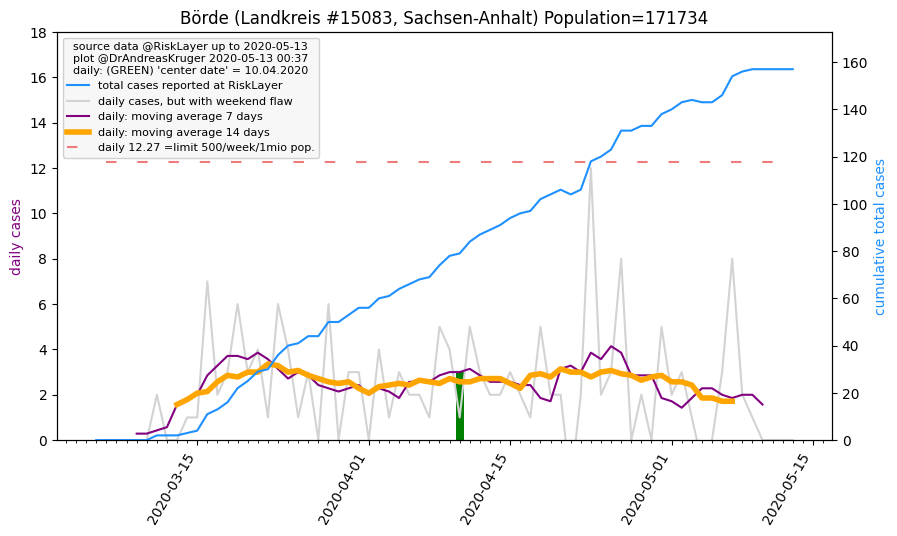 Börde (Landkreis #15083, Sachsen-Anhalt) Population=171734
source data @RiskLayer up to 2020-05-13
plot @DrAndreasKruger 2020-05-13 00:37
daily: (GREEN) 'center date' = 10.04.2020
total cases reported at RiskLayer
daily cases, but with weekend flaw
daily: moving average 7 days
daily: moving average 14 days
daily 12.27 =limit 500/week/1mio pop.
daily cases
18
16
14
12
10
8
6
4
2
0
cumulative total cases
160
140
120
100
80
60
40
20
0
2020-03-15
2020-04-01
2020-04-15
2020-05-01
2020-05-15